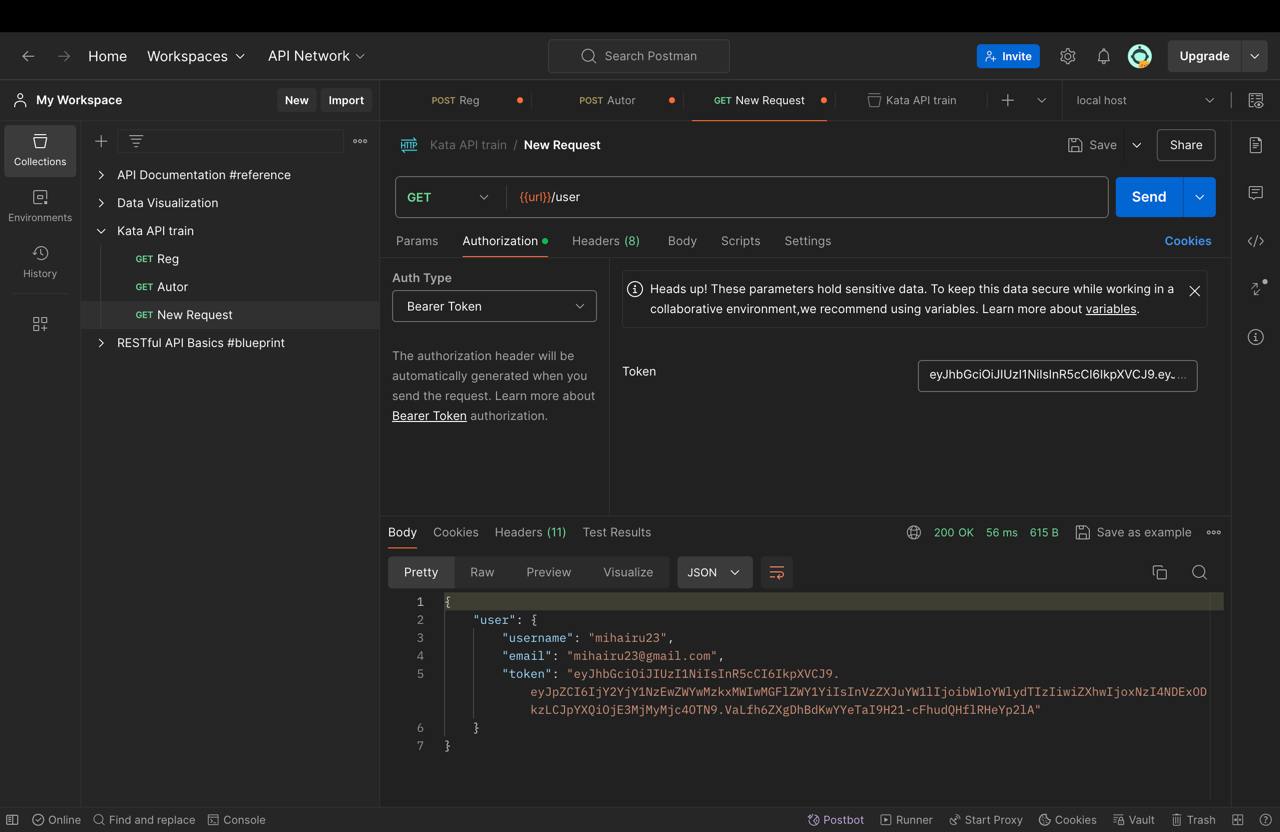 Home Workspaces API Network Search Postman Invite Upgrade
My Workspace New Import POST Reg POST Autor GET New Request Kata API train local host
Collections
Environments
History
API Documentation #reference
Data Visualization
Kata API train
GET Reg
GET Autor
GET New Request
RESTful API Basics #blueprint
HTTP Kata API train / New Request Save Share
GET {{url}}/user Send
Params Authorization Headers (8) Body Scripts Settings Cookies
Auth Type
Bearer Token
The authorization header will be
automatically generated when you
send the request. Learn more about
Bearer Token authorization.
Heads up! These parameters hold sensitive data. To keep this data secure while working in a
collaborative environment,we recommend using variables. Learn more about variables.
Token eyJhbGciOiJIUzI1NiIsInR5cCI6IkpXVCJ9.ey...
Body Cookies Headers (11) Test Results 200 OK 56 ms 615 B Save as example
Pretty Raw Preview Visualize JSON
1 {
2 "user": {
3 "username": "mihairu23",
4 "email": "mihairu23@gmail.com",
5 "token": "eyJhbGciOiJIUzI1NiIsInR5cCI6IkpXVCJ9.
eyJpZCI6IjY2YjY1NzEwZWYwMzkxMWIwMGFlZWY1YiIsInVzZXJuYW1lIjoibWloYWlydTIzIiwiZXhwIjoxNzI4NDExOD
kzLCJpYXQiOjE3MjMyMjc4OTN9.VaLfh6ZXgDhBdKwYYeTaI9H21-cFhudQHflRHeYp2lA"
6 }
7 }
Online Find and replace Console Postbot Runner Start Proxy Cookies Vault Trash